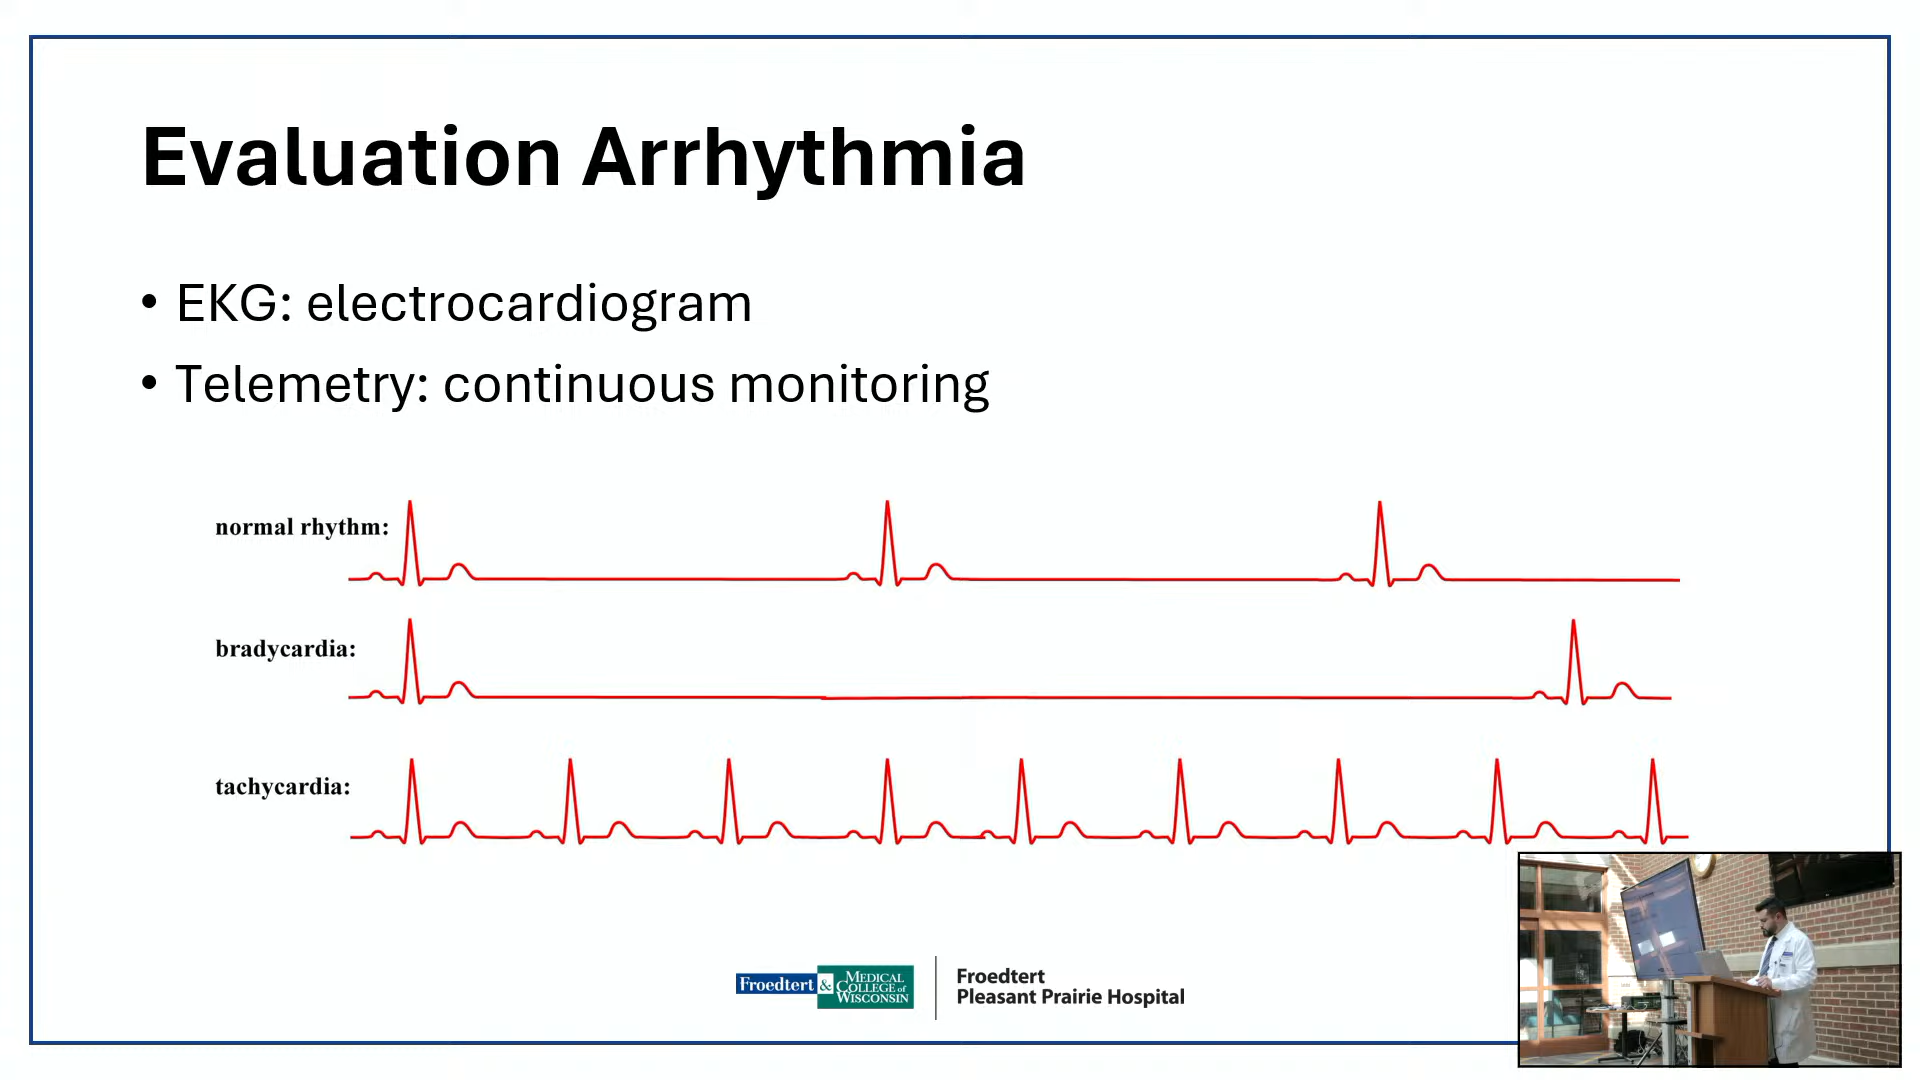 Evaluation Arrhythmia
• EKG: electrocardiogram
• Telemetry: continuous monitoring
normal rhythm:
bradycardia:
tachycardia:
Froedtert & MEDICAL COLLEGE of WISCONSIN
Froedtert
Pleasant Prairie Hospital